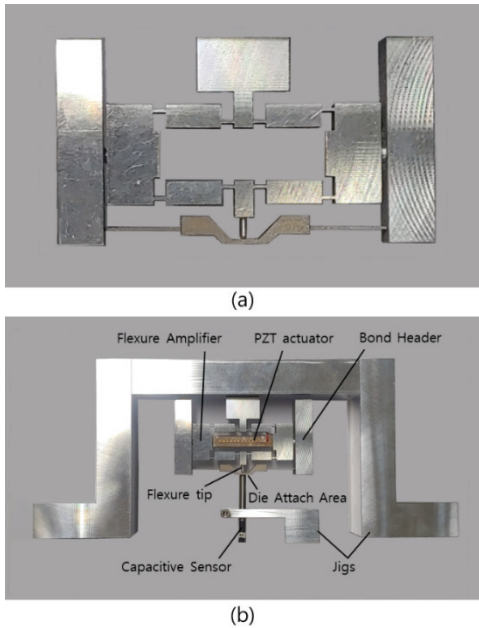 (a)
Flexure Amplifier PZT actuator Bond Header
Flexure tip Die Attach Area
Capacitive Sensor Jigs
(b)